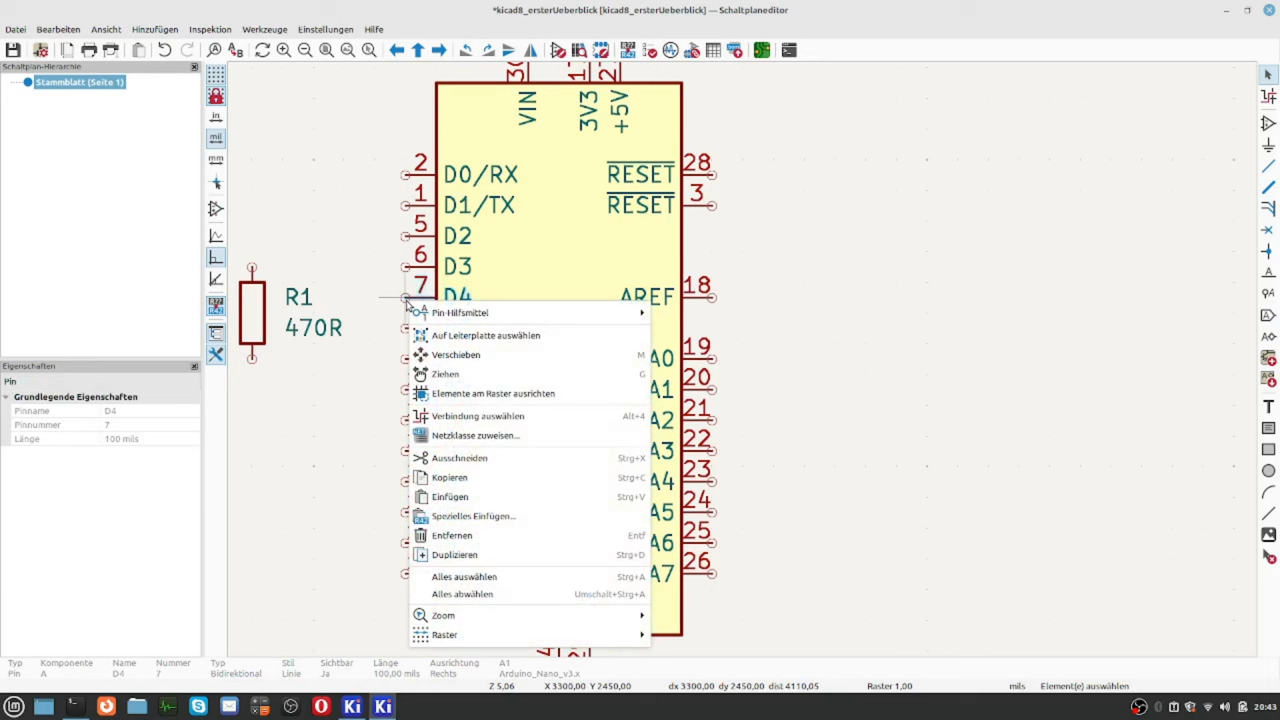 *kicad8_ersterUeberblick [kicad8_ersterUeberblick] — Schaltplaneditor
Datei Bearbeiten Ansicht Hinzufügen Inspektion Werkzeuge Einstellungen Hilfe
Schaltplan-Hierarchie
Stammblatt (Seite 1)
in
mil
mm
30
VIN
3V3
+5V
2 D0/RX
RESET 28
1 D1/TX
RESET 3
5 D2
6 D3
7 D4
AREF 18
R1
470R
A0 19
A1 20
A2 21
A3 22
A4 23
A5 24
A6 25
A7 26
Pin-Hilfsmittel
Auf Leiterplatte auswählen
Verschieben M
Ziehen G
Elemente am Raster ausrichten
Verbindung auswählen Alt+4
Netzklasse zuweisen...
Ausschneiden Strg+X
Kopieren Strg+C
Einfügen Strg+V
Spezielles Einfügen...
Entfernen Entf
Duplizieren Strg+D
Alles auswählen Strg+A
Alles abwählen Umschalt+Strg+A
Zoom
Raster
Eigenschaften
Pin
Grundlegende Eigenschaften
Pinname D4
Pinnummer 7
Länge 100 mils
Typ Komponente Name Nummer Typ Stil Sichtbar Länge Ausrichtung A1
Pin A D4 7 Bidirektional Linie Ja 100,00 mils Rechts Arduino_Nano_v3.x
Z 5,06 X 3300,00 Y 2450,00 dx 3300,00 dy 2450,00 dist 4110,05 Raster 1,00 mils Element(e) auswählen
Ki Ki 20:43